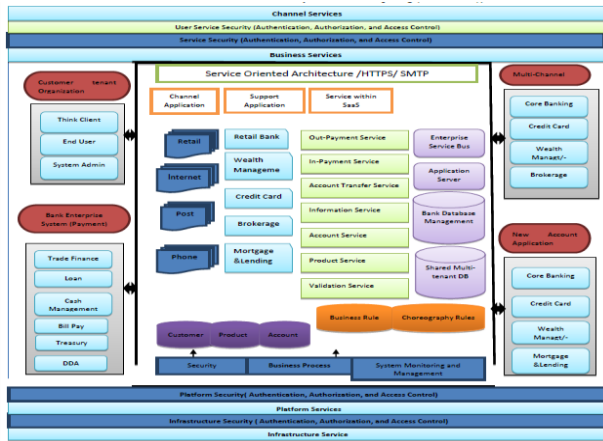 Channel Services
User Service Security (Authentication, Authorization, and Access Control)
Service Security (Authentication, Authorization, and Access Control)
Business Services
Service Oriented Architecture /HTTPS/ SMTP
Customer tenant
Organization
Think Client
End User
System Admin
Bank Enterprise
System (Payment)
Trade Finance
Loan
Cash
Management
Bill Pay
Treasury
DDA
Channel
Application
Support
Application
Service within
SaaS
Retail
Internet
Post
Phone
Retail Bank
Wealth
Manageme
Credit Card
Brokerage
Mortgage
&Lending
Out-Payment Service
In-Payment Service
Account Transfer Service
Information Service
Account Service
Product Service
Validation Service
Enterprise
Service Bus
Application
Server
Bank Database
Management
Shared Multi-
tenant DB
Business Rule
Choreography Rules
Customer
Product
Account
Security
Business Process
System Monitoring and
Management
Multi-Channel
Core Banking
Credit Card
Wealth
Managet/-
Brokerage
New Account
Application
Core Banking
Credit Card
Wealth
Managet/-
Mortgage
&Lending
Platform Security( Authentication, Authorization, and Access Control)
Platform Services
Infrastructure Security ( Authentication, Authorization, and Access Control)
Infrastructure Service